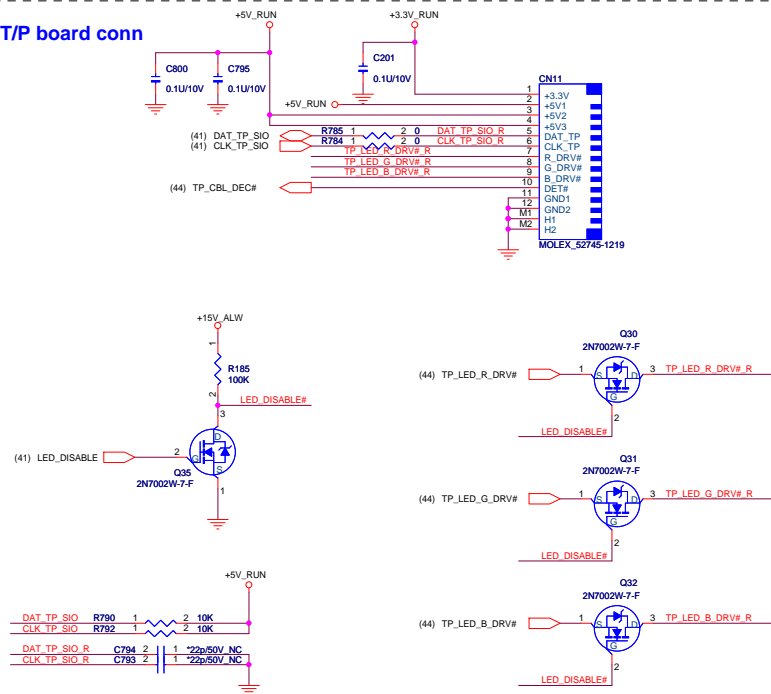 T/P board conn
+5V_RUN
+3.3V_RUN
C800
0.1U/10V
C795
0.1U/10V
C201
0.1U/10V
+5V_RUN
CN11
1 +3.3V
2 +5V1
3 +5V2
4 +5V3
(41) DAT_TP_SIO R785 1 2 0 DAT_TP_SIO_R 5 DAT_TP
(41) CLK_TP_SIO R784 1 2 0 CLK_TP_SIO_R 6 CLK_TP
TP_LED_R_DRV#_R 7 R_DRV#
TP_LED_G_DRV#_R 8 G_DRV#
TP_LED_B_DRV#_R 9 B_DRV#
(44) TP_CBL_DEC# 10 DET#
11 GND1
12 GND2
M1 H1
M2 H2
MOLEX_52745-1219
+15V_ALW
1
R185
100K
2
LED_DISABLE#
3
D
(41) LED_DISABLE 2 G
S
Q35
2N7002W-7-F
1
Q30
2N7002W-7-F
(44) TP_LED_R_DRV# 1 S D 3 TP_LED_R_DRV#_R
G
2
LED_DISABLE#
Q31
2N7002W-7-F
(44) TP_LED_G_DRV# 1 S D 3 TP_LED_G_DRV#_R
G
2
LED_DISABLE#
Q32
2N7002W-7-F
(44) TP_LED_B_DRV# 1 S D 3 TP_LED_B_DRV#_R
G
2
LED_DISABLE#
+5V_RUN
DAT_TP_SIO R790 1 2 10K
CLK_TP_SIO R792 1 2 10K
DAT_TP_SIO_R C794 2 1 *22p/50V_NC
CLK_TP_SIO_R C793 2 1 *22p/50V_NC